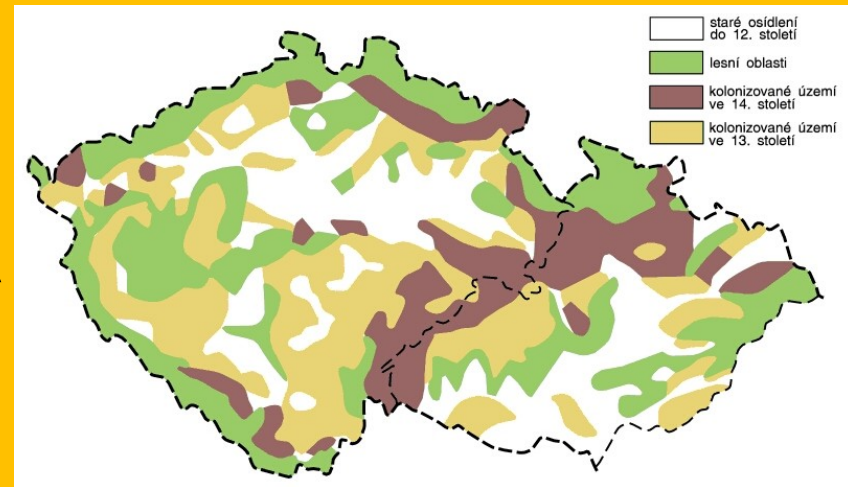 staré osídlení
do 12. století
lesní oblasti
kolonizované území
ve 14. století
kolonizované území
ve 13. století